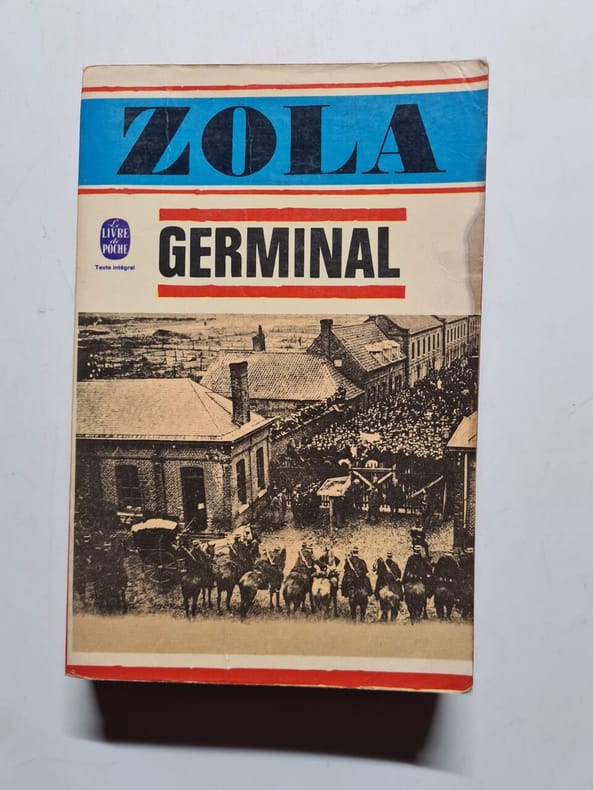 ZOLA
Le
LIVRE
de
POCHE
Texte intégral
GERMINAL